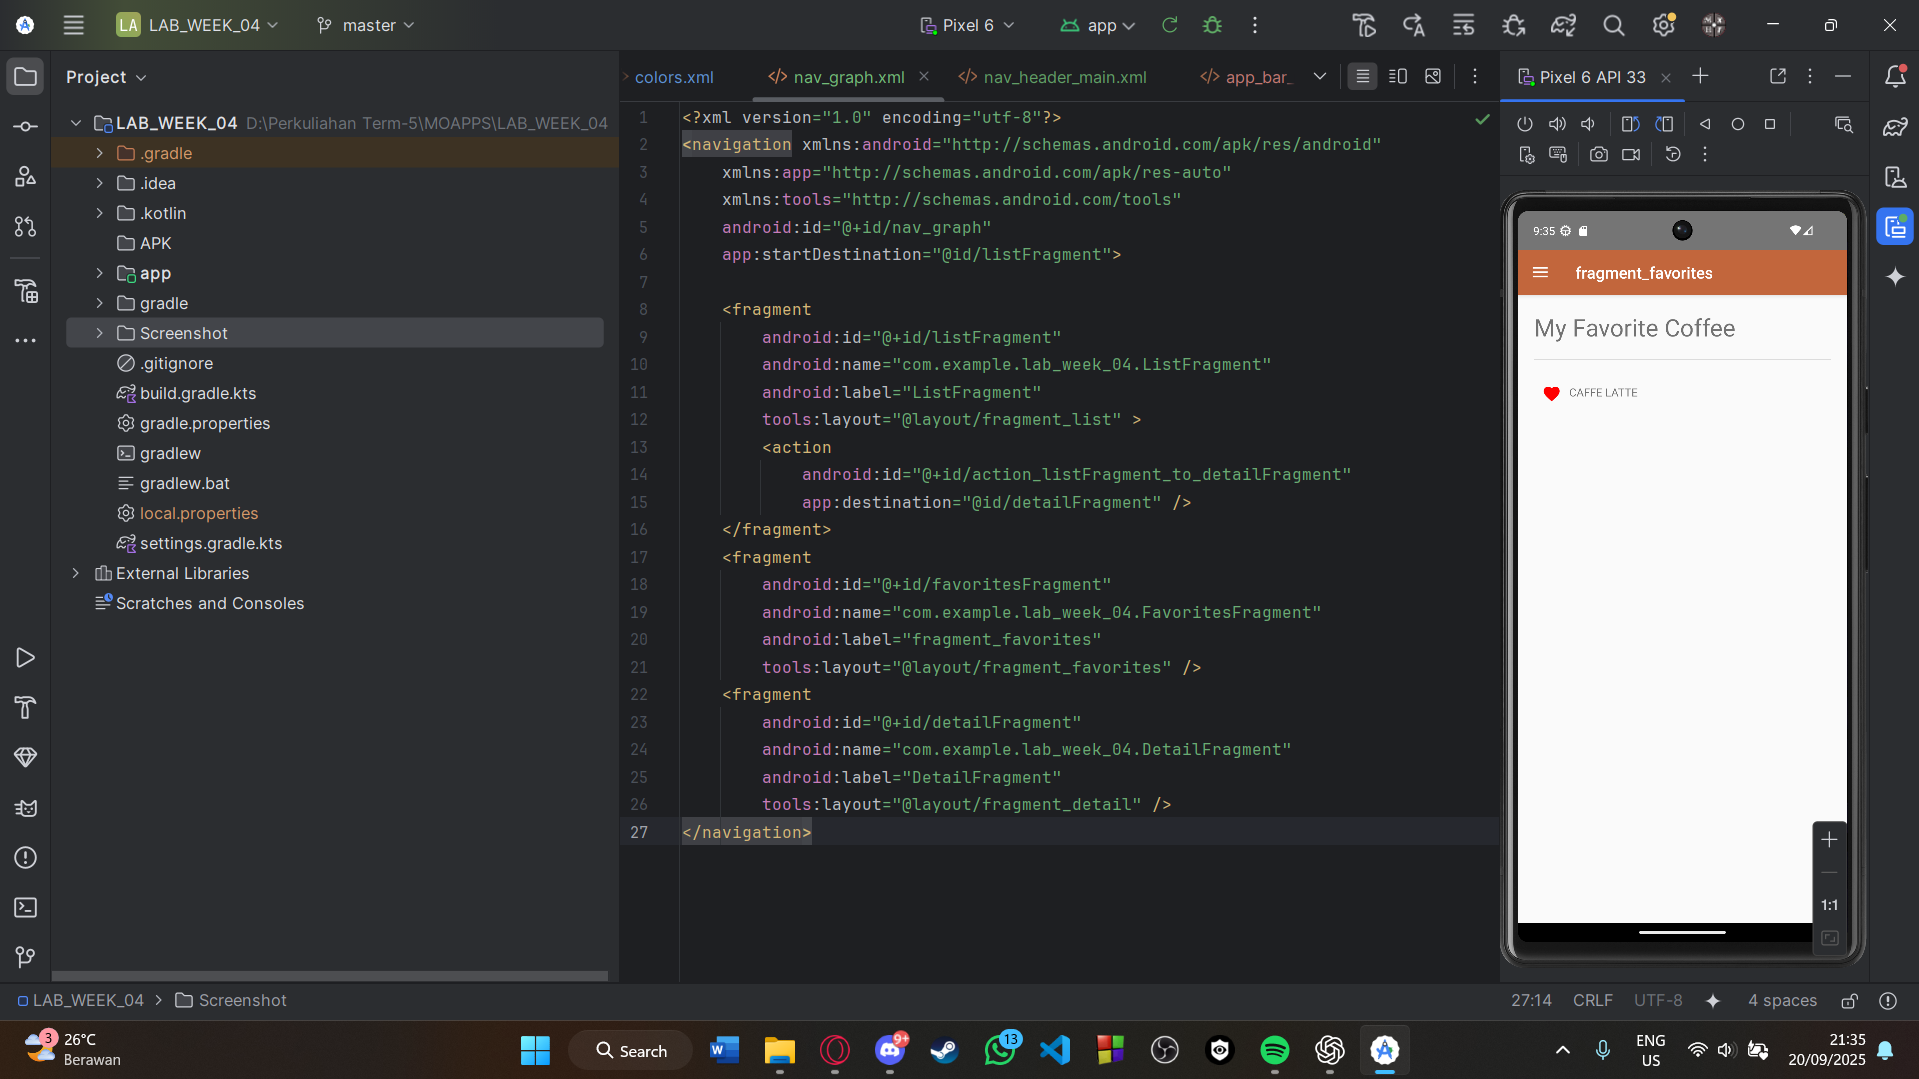 LA LAB_WEEK_04 master Pixel 6 app
Project
colors.xml nav_graph.xml nav_header_main.xml app_bar_ Pixel 6 API 33
LAB_WEEK_04 D:\Perkuliahan Term-5\MOAPPS\LAB_WEEK_04
.gradle
.idea
.kotlin
APK
app
gradle
Screenshot
.gitignore
build.gradle.kts
gradle.properties
gradlew
gradlew.bat
local.properties
settings.gradle.kts
External Libraries
Scratches and Consoles
1 <?xml version="1.0" encoding="utf-8"?>
2 <navigation xmlns:android="http://schemas.android.com/apk/res/android"
3 xmlns:app="http://schemas.android.com/apk/res-auto"
4 xmlns:tools="http://schemas.android.com/tools"
5 android:id="@+id/nav_graph"
6 app:startDestination="@id/listFragment">
7
8 <fragment
9 android:id="@+id/listFragment"
10 android:name="com.example.lab_week_04.ListFragment"
11 android:label="ListFragment"
12 tools:layout="@layout/fragment_list" >
13 <action
14 android:id="@+id/action_listFragment_to_detailFragment"
15 app:destination="@id/detailFragment" />
16 </fragment>
17 <fragment
18 android:id="@+id/favoritesFragment"
19 android:name="com.example.lab_week_04.FavoritesFragment"
20 android:label="fragment_favorites"
21 tools:layout="@layout/fragment_favorites" />
22 <fragment
23 android:id="@+id/detailFragment"
24 android:name="com.example.lab_week_04.DetailFragment"
25 android:label="DetailFragment"
26 tools:layout="@layout/fragment_detail" />
27 </navigation>
9:35
fragment_favorites
My Favorite Coffee
CAFFE LATTE
1:1
LAB_WEEK_04 > Screenshot 27:14 CRLF UTF-8 4 spaces
3 26°C
Berawan
Search
9+
13
ENG
US
21:35
20/09/2025